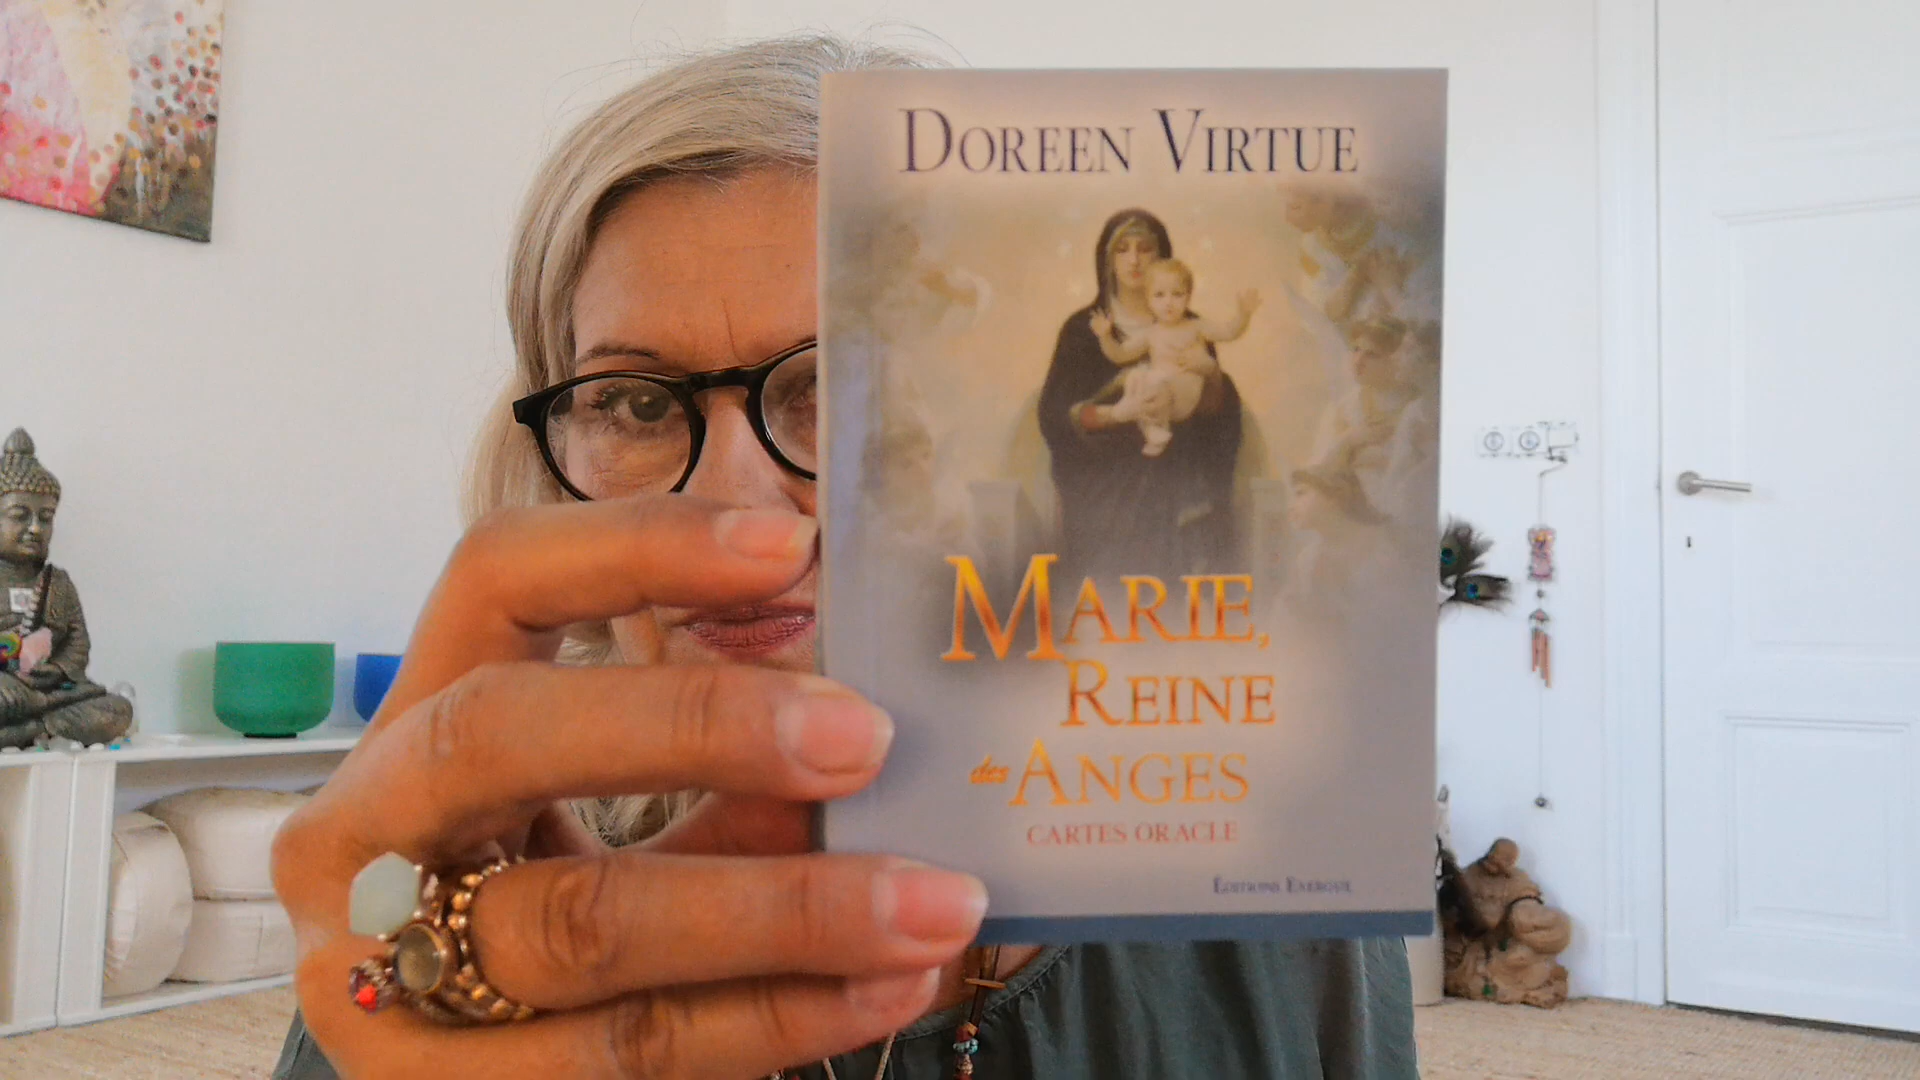 DOREEN VIRTUE
MARIE,
REINE
des ANGES
CARTES ORACLE
ÉDITIONS EXERGUE